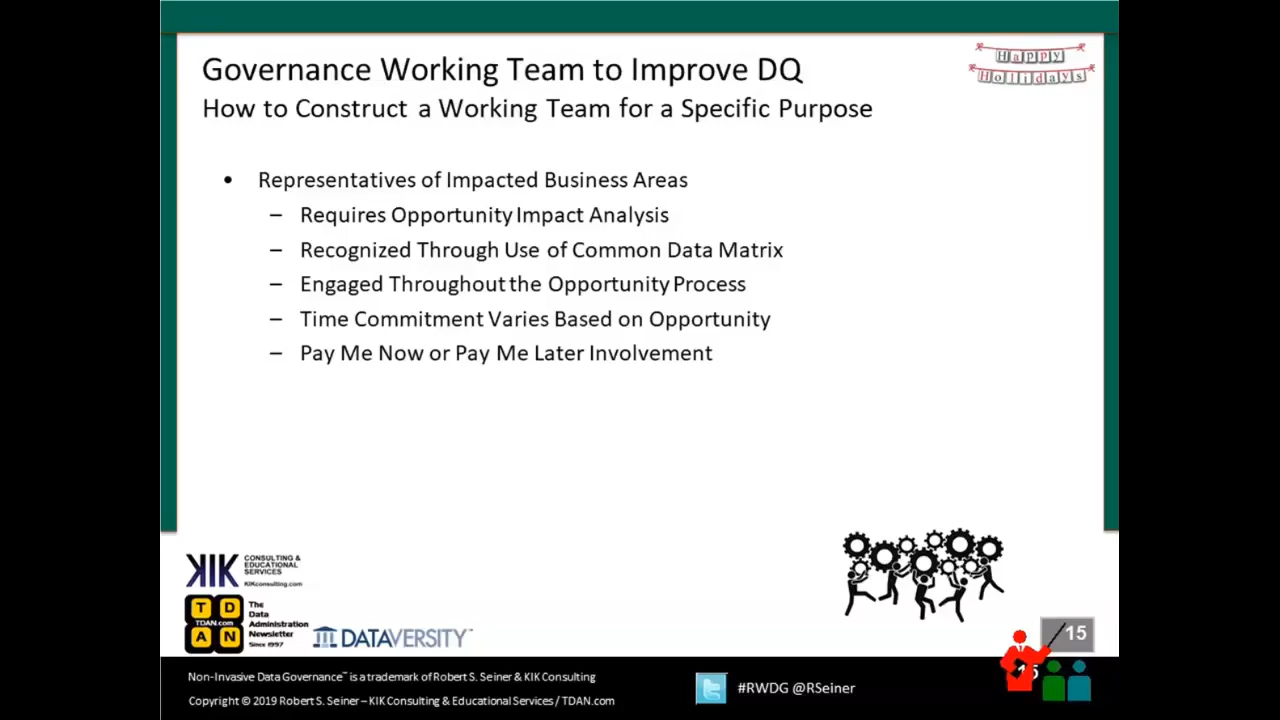 Happy
Holidays
Governance Working Team to Improve DQ
How to Construct a Working Team for a Specific Purpose
• Representatives of Impacted Business Areas
– Requires Opportunity Impact Analysis
– Recognized Through Use of Common Data Matrix
– Engaged Throughout the Opportunity Process
– Time Commitment Varies Based on Opportunity
– Pay Me Now or Pay Me Later Involvement
KIK CONSULTING &
EDUCATIONAL
SERVICES
KIKconsulting.com
T D
TDAN.com
A N
The
Data
Administration
Newsletter
Since 1997
DATAVERSITY™
15
15
Non-Invasive Data Governance™ is a trademark of Robert S. Seiner & KIK Consulting
Copyright © 2019 Robert S. Seiner – KIK Consulting & Educational Services / TDAN.com
#RWDG @RSeiner